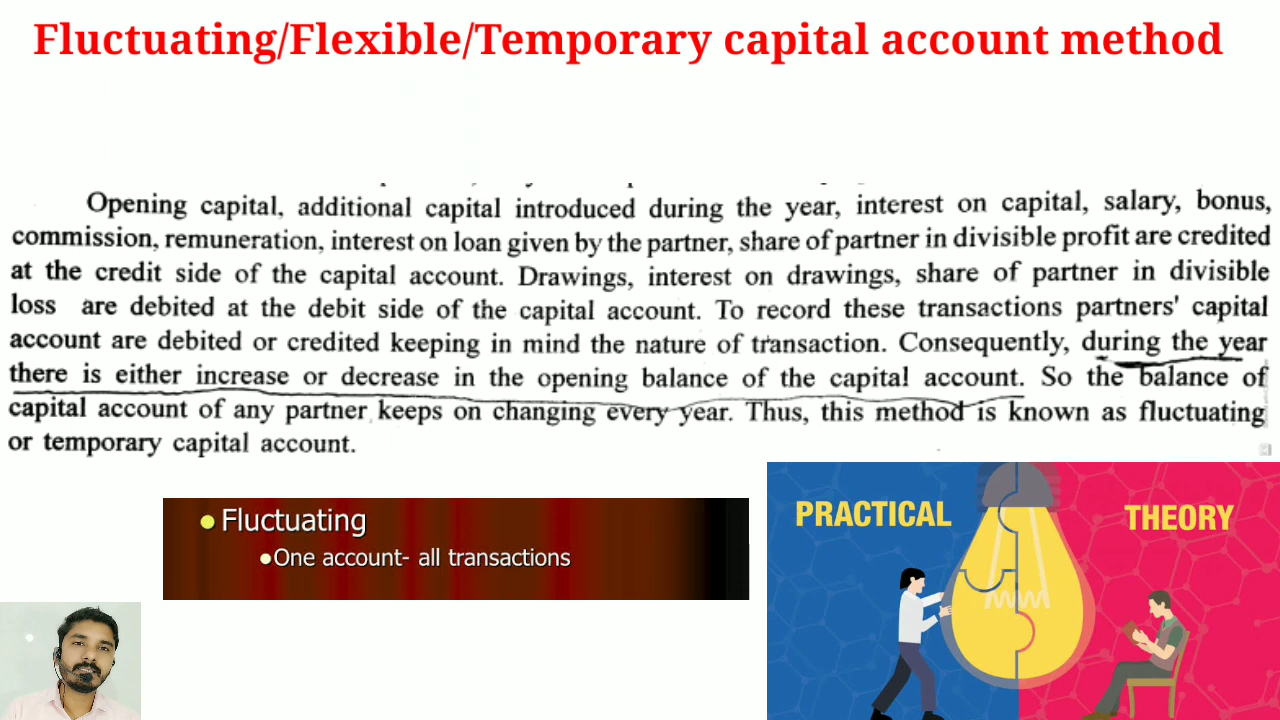 Fluctuating/Flexible/Temporary capital account method
Opening capital, additional capital introduced during the year, interest on capital, salary, bonus,
commission, remuneration, interest on loan given by the partner, share of partner in divisible profit are credited
at the credit side of the capital account. Drawings, interest on drawings, share of partner in divisible
loss are debited at the debit side of the capital account. To record these transactions partners' capital
account are debited or credited keeping in mind the nature of transaction. Consequently, during the year
there is either increase or decrease in the opening balance of the capital account. So the balance of
capital account of any partner keeps on changing every year. Thus, this method is known as fluctuating
or temporary capital account.
Fluctuating
One account- all transactions
PRACTICAL
THEORY